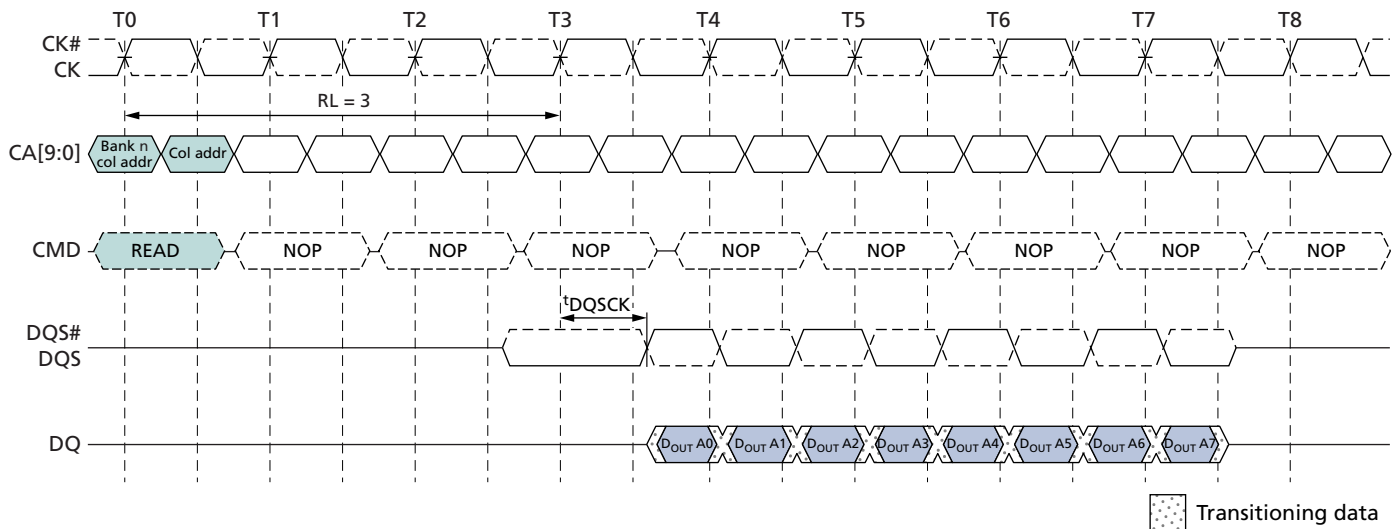 T0 T1 T2 T3 T4 T5 T6 T7 T8
CK#
CK
RL = 3
CA[9:0]
Bank n
col addr
Col addr
CMD READ NOP NOP NOP NOP NOP NOP NOP NOP
tDQSCK
DQS#
DQS
DQ DOUT A0 DOUT A1 DOUT A2 DOUT A3 DOUT A4 DOUT A5 DOUT A6 DOUT A7
Transitioning data